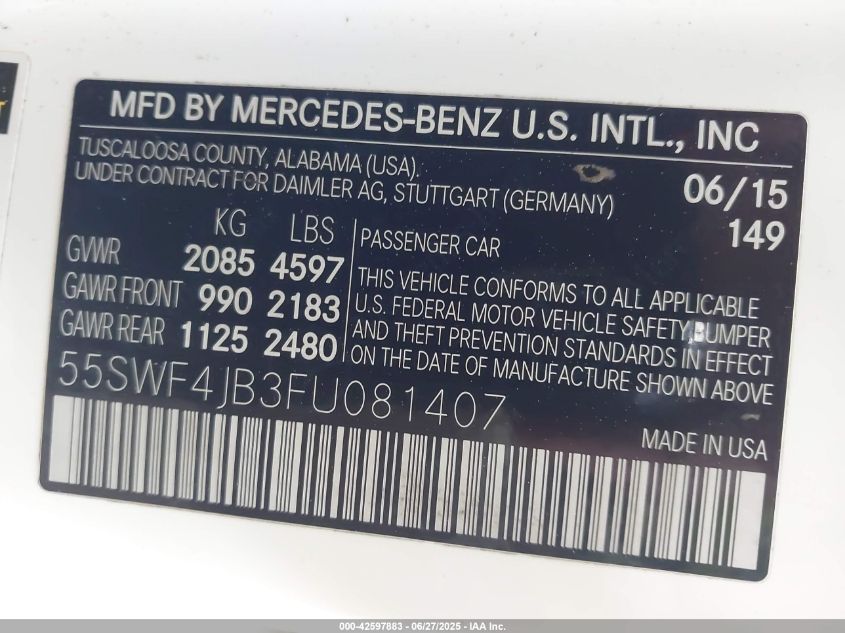 MFD BY MERCEDES-BENZ U.S. INTL., INC
TUSCALOOSA COUNTY, ALABAMA (USA).
UNDER CONTRACT FOR DAIMLER AG, STUTTGART (GERMANY)
06/15
149
KG LBS
GVWR 2085 4597
GAWR FRONT 990 2183
GAWR REAR 1125 2480
PASSENGER CAR
THIS VEHICLE CONFORMS TO ALL APPLICABLE
U.S. FEDERAL MOTOR VEHICLE SAFETY, BUMPER
AND THEFT PREVENTION STANDARDS IN EFFECT
ON THE DATE OF MANUFACTURE SHOWN ABOVE
55SWF4JB3FU081407
MADE IN USA
000-42597883 - 06/27/2025 - IAA Inc.